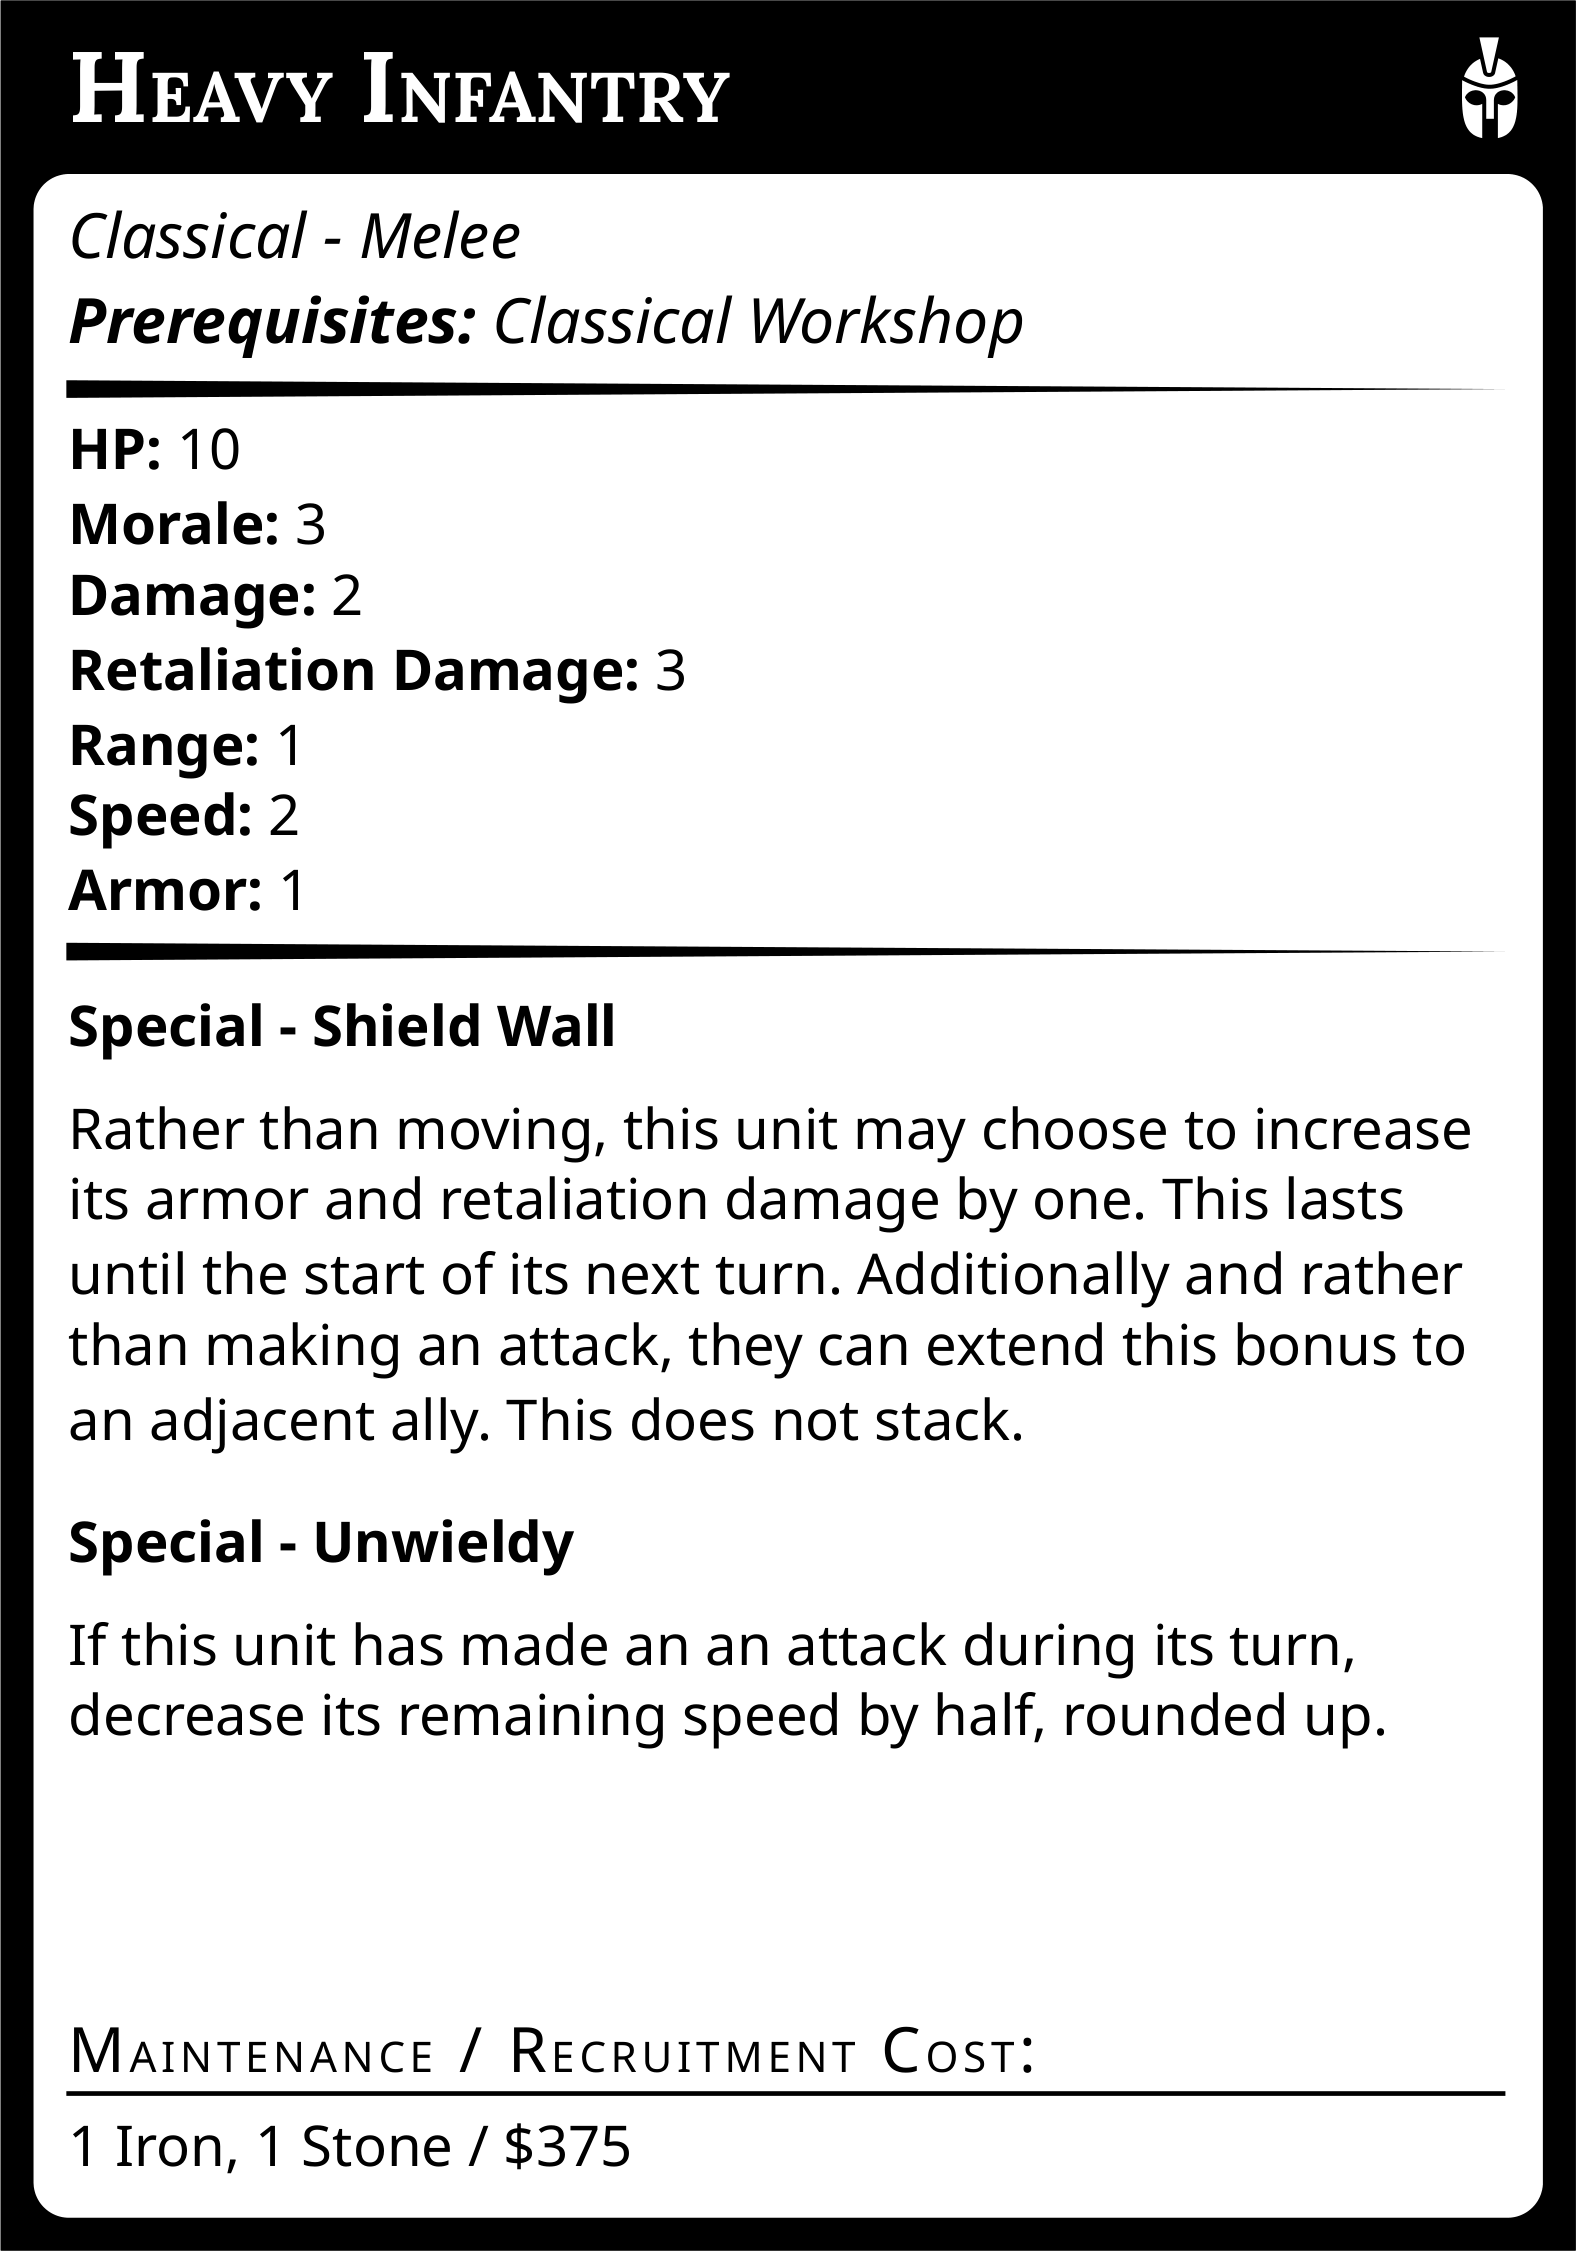 Heavy Infantry
Classical - Melee
Prerequisites: Classical Workshop
HP: 10
Morale: 3
Damage: 2
Retaliation Damage: 3
Range: 1
Speed: 2
Armor: 1
Special - Shield Wall
Rather than moving, this unit may choose to increase
its armor and retaliation damage by one. This lasts
until the start of its next turn. Additionally and rather
than making an attack, they can extend this bonus to
an adjacent ally. This does not stack.
Special - Unwieldy
If this unit has made an an attack during its turn,
decrease its remaining speed by half, rounded up.
Maintenance / Recruitment Cost:
1 Iron, 1 Stone / $375